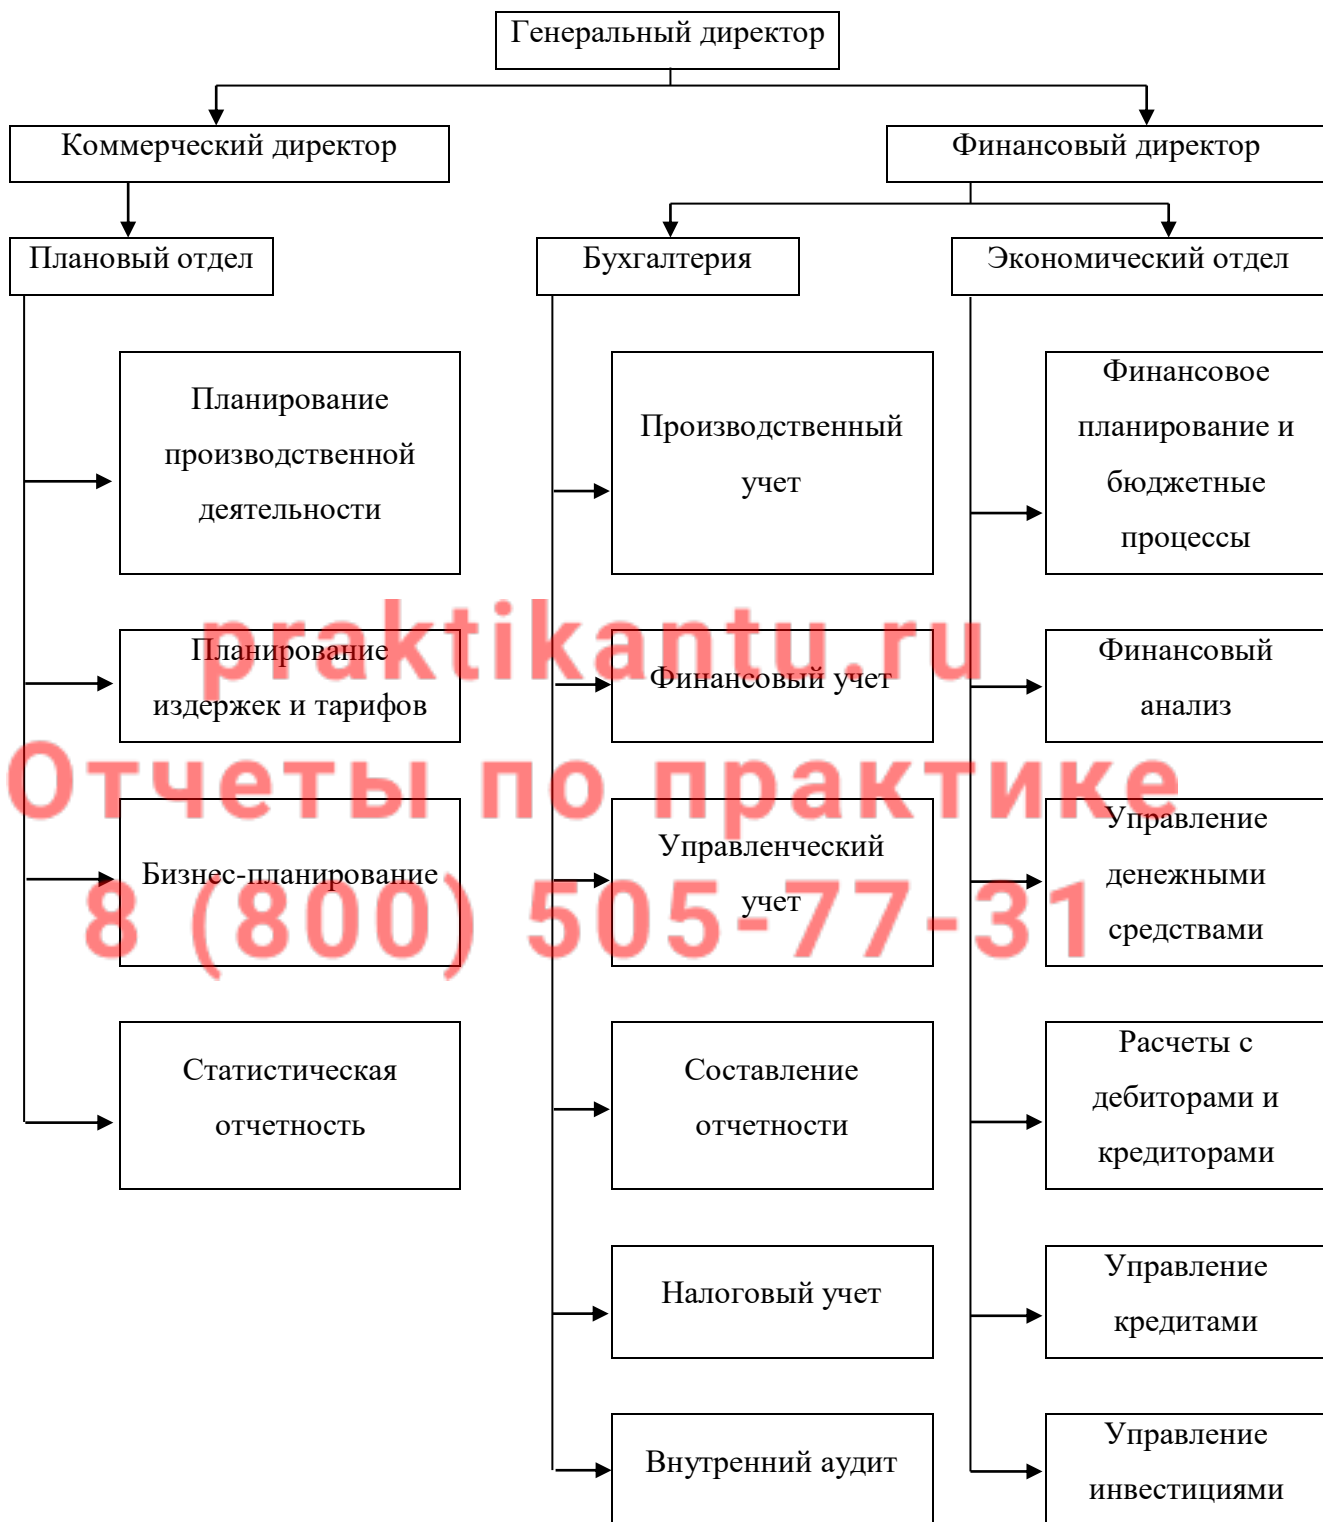 Генеральный директор
Коммерческий директор
Финансовый директор
Плановый отдел
Бухгалтерия
Экономический отдел
Планирование
производственной
деятельности
Производственный
учет
Финансовое
планирование и
бюджетные
процессы
praktikantu.ru
Планирование
издержек и тарифов
Финансовый учет
Финансовый
анализ
Отчеты по практике
8 (800) 505-77-31
Бизнес-планирование
Управленческий
учет
Управление
денежными
средствами
Статистическая
отчетность
Составление
отчетности
Расчеты с
дебиторами и
кредиторами
Налоговый учет
Управление
кредитами
Внутренний аудит
Управление
инвестициями